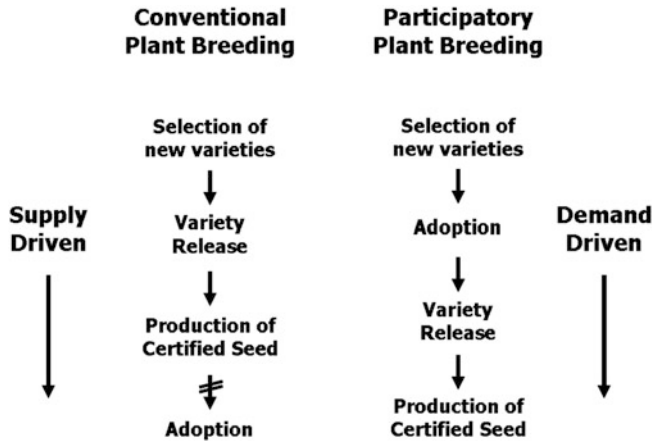 Conventional
Plant Breeding
Participatory
Plant Breeding
Selection of
new varieties
Selection of
new varieties
Supply
Driven
Variety
Release
Adoption
Demand
Driven
Production of
Certified Seed
Variety
Release
Adoption
Production of
Certified Seed